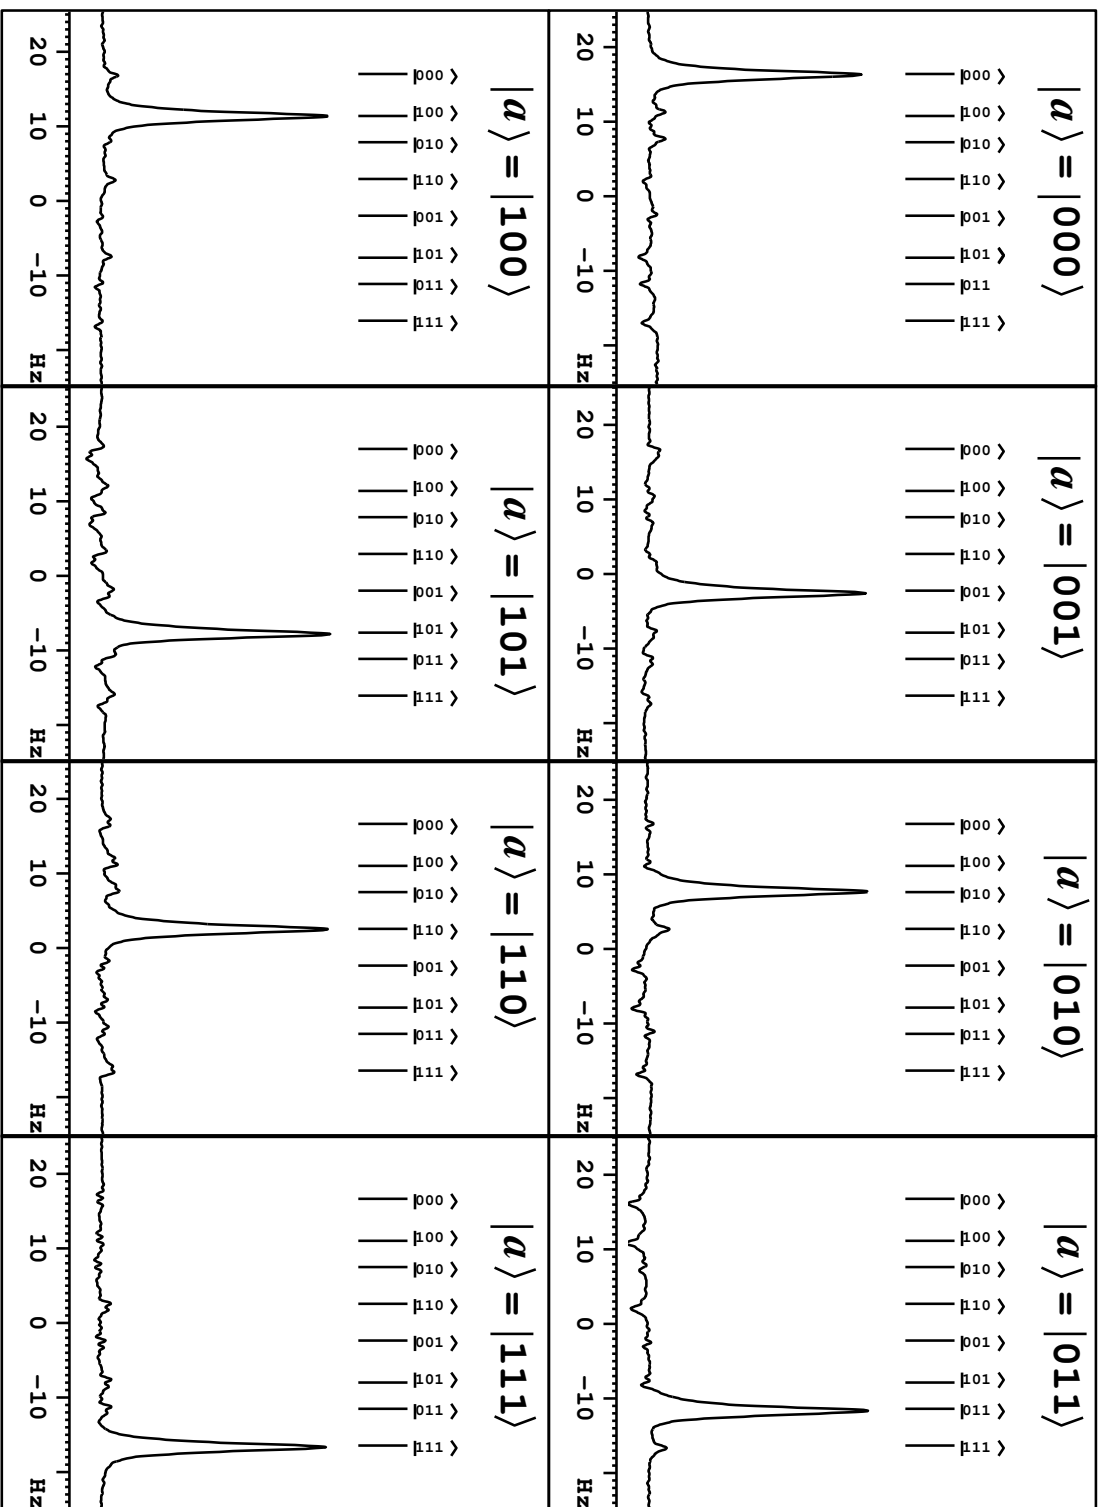 |a⟩ = |000⟩
|000⟩ |100⟩ |010⟩ |110⟩ |001⟩ |101⟩ |011 |111⟩
20 10 0 −10 Hz
|a⟩ = |001⟩
|000⟩ |100⟩ |010⟩ |110⟩ |001⟩ |101⟩ |011⟩ |111⟩
20 10 0 −10 Hz
|a⟩ = |010⟩
|000⟩ |100⟩ |010⟩ |110⟩ |001⟩ |101⟩ |011⟩ |111⟩
20 10 0 −10 Hz
|a⟩ = |011⟩
|000⟩ |100⟩ |010⟩ |110⟩ |001⟩ |101⟩ |011⟩ |111⟩
20 10 0 −10 Hz
|a⟩ = |100⟩
|000⟩ |100⟩ |010⟩ |110⟩ |001⟩ |101⟩ |011⟩ |111⟩
20 10 0 −10 Hz
|a⟩ = |101⟩
|000⟩ |100⟩ |010⟩ |110⟩ |001⟩ |101⟩ |011⟩ |111⟩
20 10 0 −10 Hz
|a⟩ = |110⟩
|000⟩ |100⟩ |010⟩ |110⟩ |001⟩ |101⟩ |011⟩ |111⟩
20 10 0 −10 Hz
|a⟩ = |111⟩
|000⟩ |100⟩ |010⟩ |110⟩ |001⟩ |101⟩ |011⟩ |111⟩
20 10 0 −10 Hz